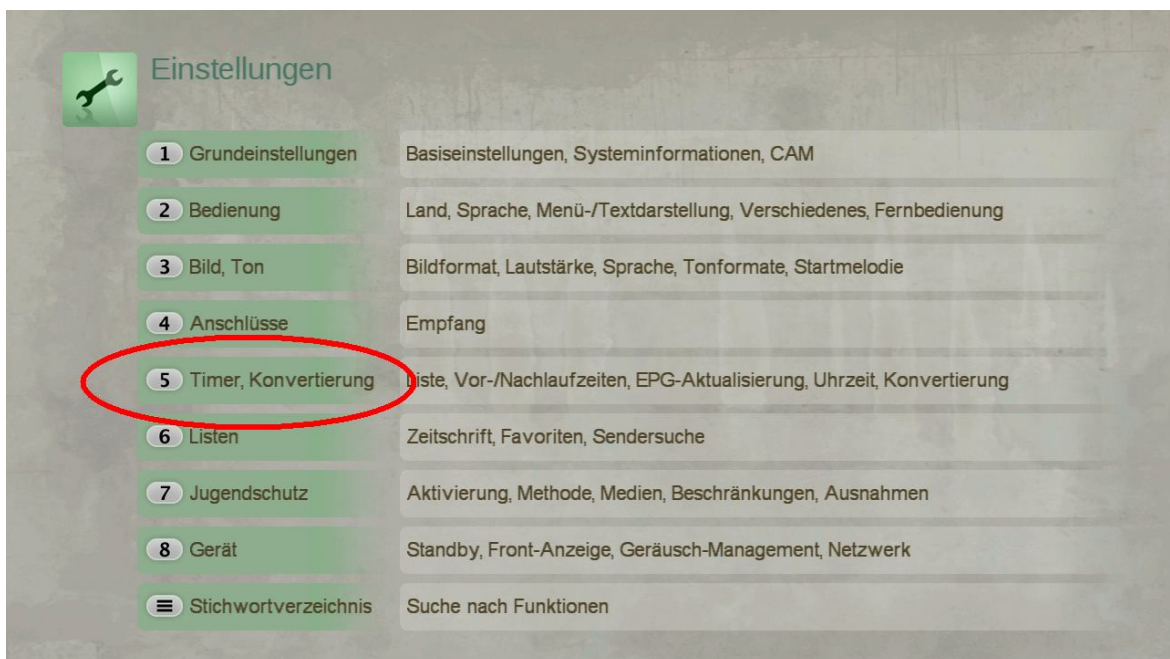 Einstellungen
1 Grundeinstellungen Basiseinstellungen, Systeminformationen, CAM
2 Bedienung Land, Sprache, Menü-/Textdarstellung, Verschiedenes, Fernbedienung
3 Bild, Ton Bildformat, Lautstärke, Sprache, Tonformate, Startmelodie
4 Anschlüsse Empfang
5 Timer, Konvertierung Liste, Vor-/Nachlaufzeiten, EPG-Aktualisierung, Uhrzeit, Konvertierung
6 Listen Zeitschrift, Favoriten, Sendersuche
7 Jugendschutz Aktivierung, Methode, Medien, Beschränkungen, Ausnahmen
8 Gerät Standby, Front-Anzeige, Geräusch-Management, Netzwerk
Stichwortverzeichnis Suche nach Funktionen